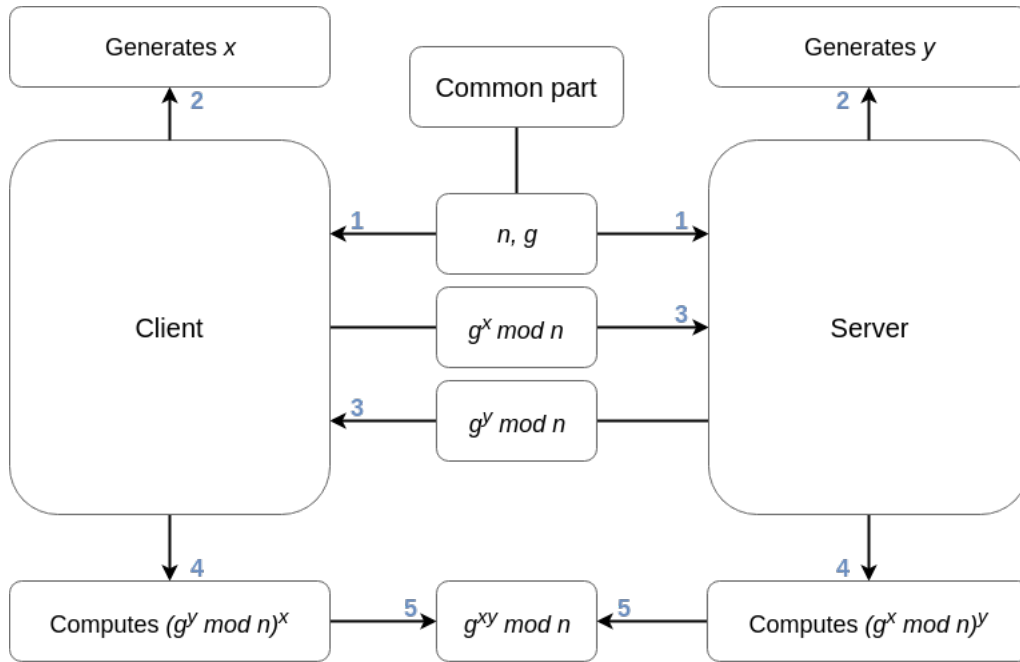 Generates x
Generates y
Common part
2
2
1
n, g
1
Client
g^x mod n
3
Server
3
g^y mod n
4
4
Computes (g^y mod n)^x
5
g^xy mod n
5
Computes (g^x mod n)^y